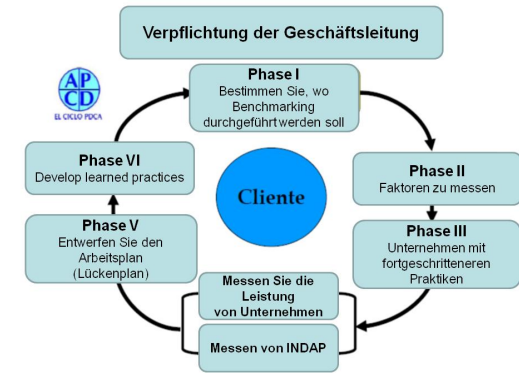 Verpflichtung der Geschäftsleitung
A P
C D
EL CICLO PDCA
Phase I
Bestimmen Sie, wo
Benchmarking
durchgeführt werden soll
Phase II
Faktoren zu messen
Phase III
Unternehmen mit
fortgeschritteneren
Praktiken
Messen Sie die
Leistung
von Unternehmen
Messen von INDAP
Phase V
Entwerfen Sie den
Arbeitsplan
(Lückenplan)
Phase VI
Develop learned practices
Cliente